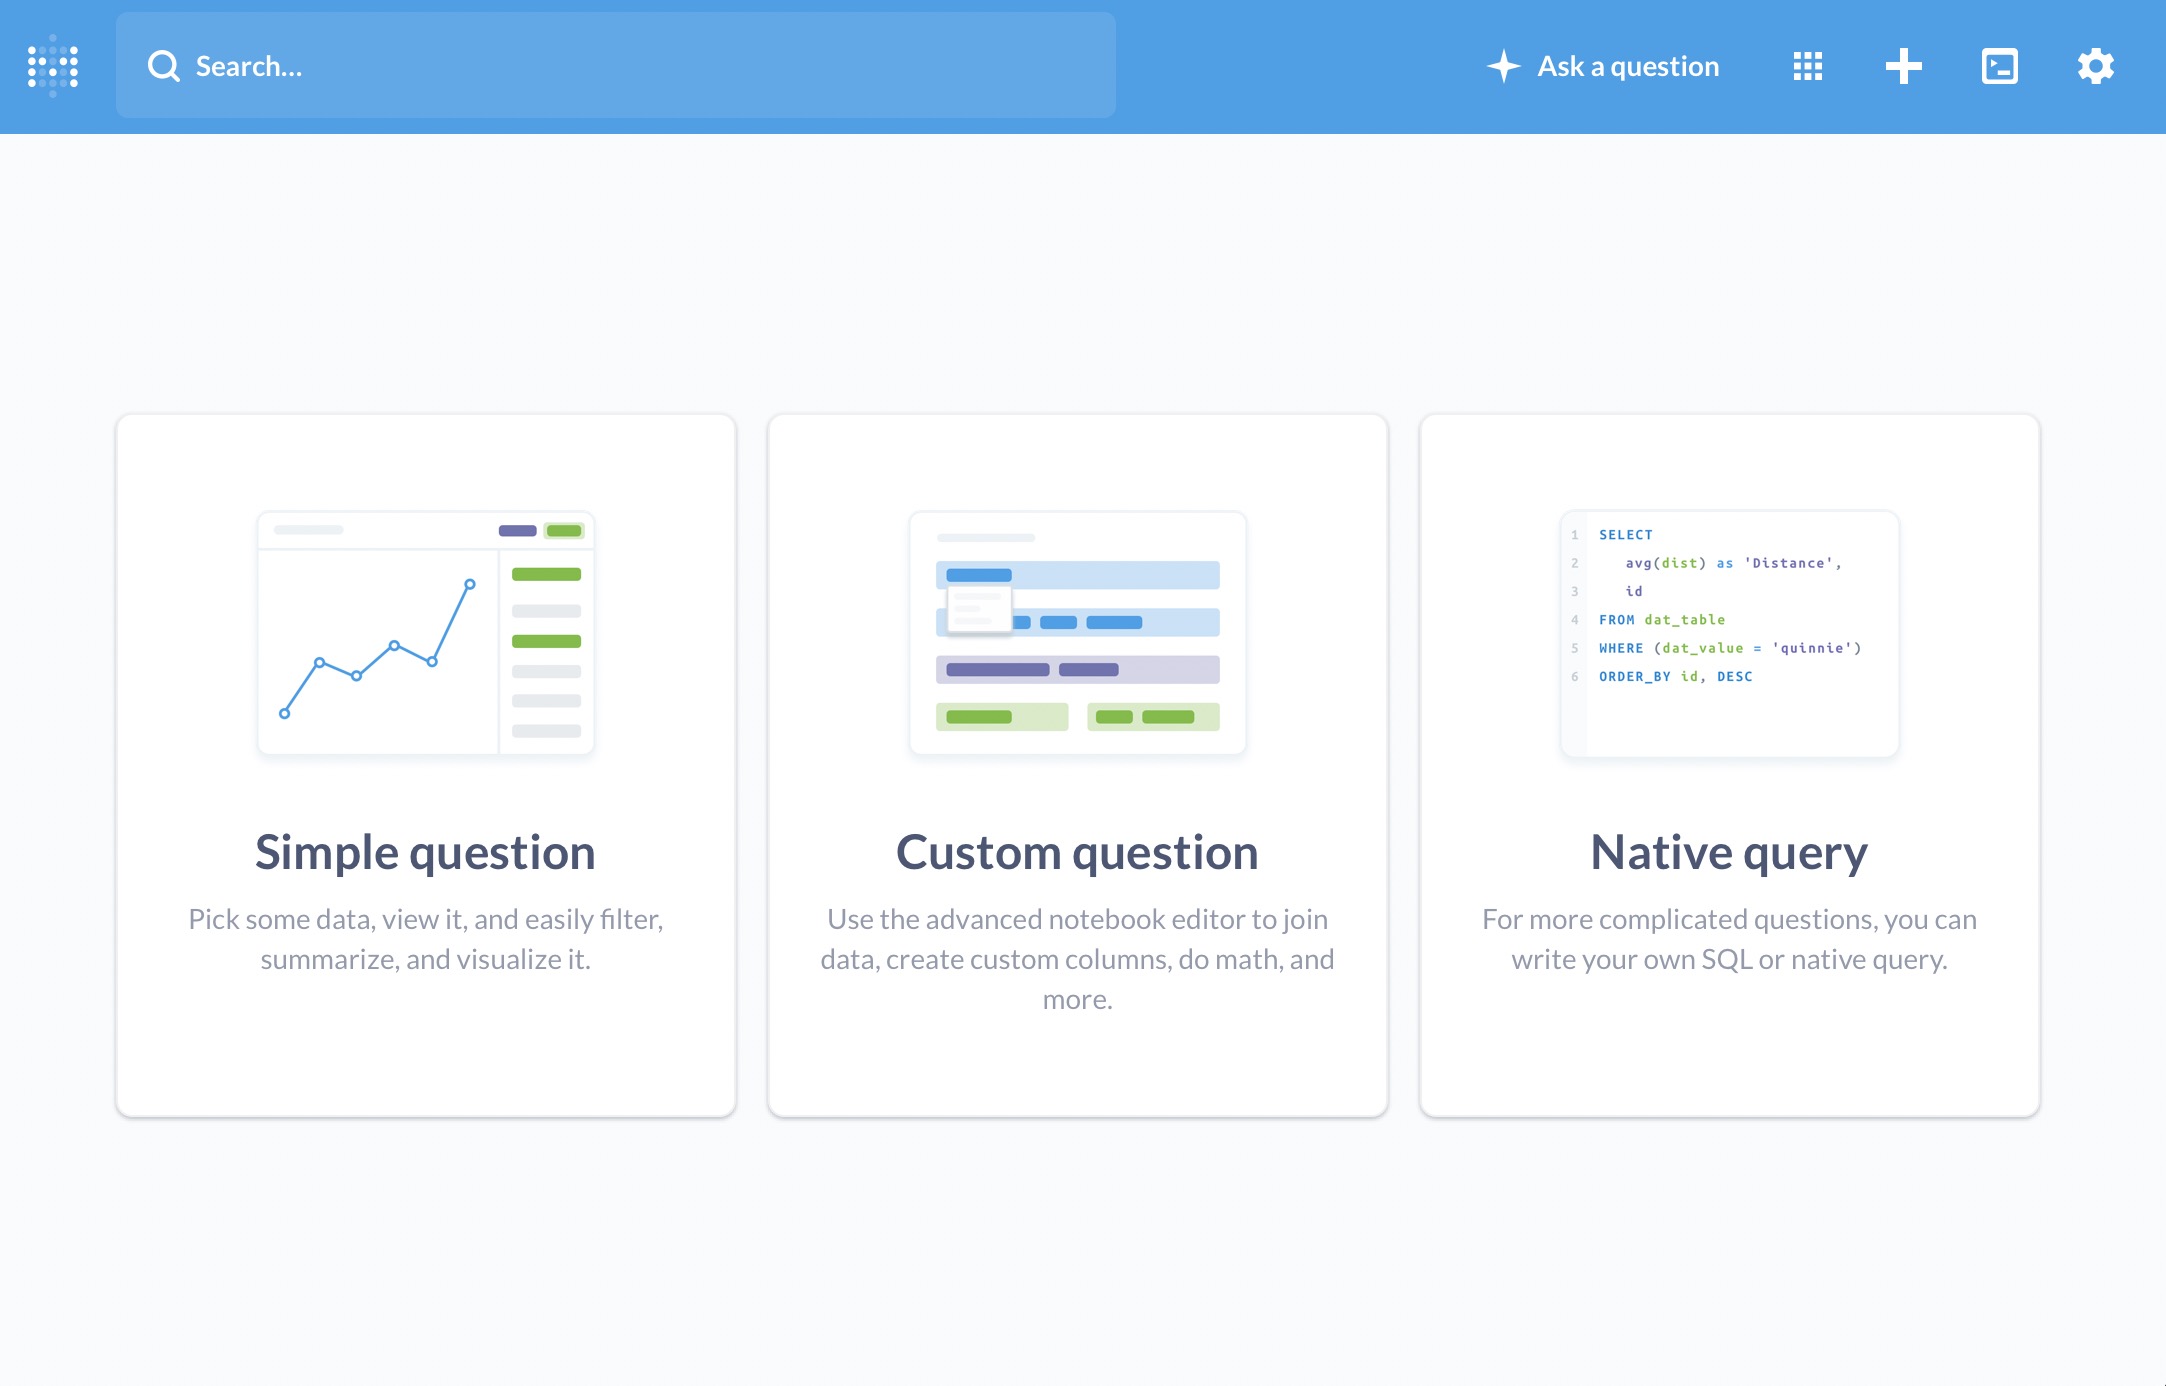 Search...
Ask a question
1 SELECT
2 avg(dist) as 'Distance',
3 id
4 FROM dat_table
5 WHERE (dat_value = 'quinnie')
6 ORDER_BY id, DESC
Simple question
Pick some data, view it, and easily filter,
summarize, and visualize it.
Custom question
Use the advanced notebook editor to join
data, create custom columns, do math, and
more.
Native query
For more complicated questions, you can
write your own SQL or native query.